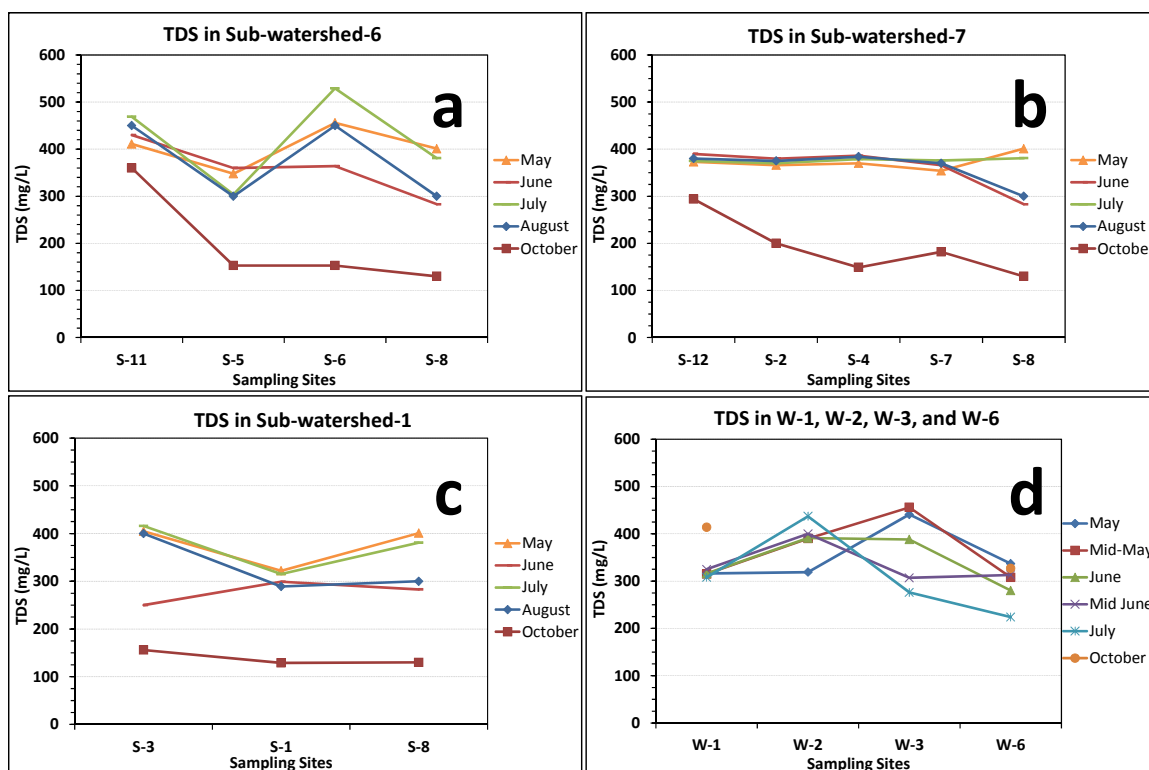 TDS in Sub-watershed-6
a
600
500
400
300
200
100
0
TDS (mg/L)
S-11 S-5 S-6 S-8
Sampling Sites
May
June
July
August
October
TDS in Sub-watershed-7
b
600
500
400
300
200
100
0
TDS (mg/L)
S-12 S-2 S-4 S-7 S-8
Sampling Sites
May
June
July
August
October
TDS in Sub-watershed-1
c
600
500
400
300
200
100
0
TDS (mg/L)
S-3 S-1 S-8
Sampling Sites
May
June
July
August
October
TDS in W-1, W-2, W-3, and W-6
d
600
500
400
300
200
100
0
TDS (mg/L)
W-1 W-2 W-3 W-6
Sampling Sites
May
Mid-May
June
Mid June
July
October